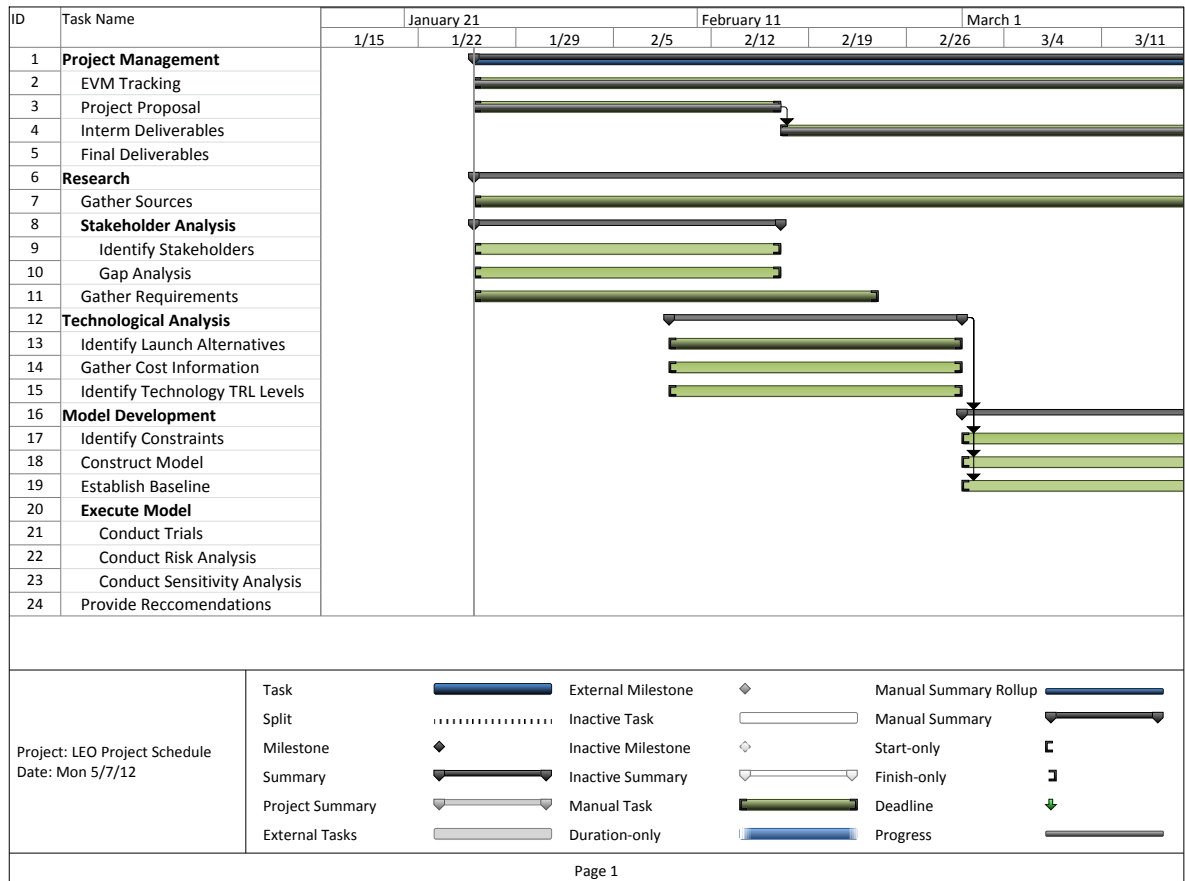 ID Task Name January 21 February 11 March 1
1/15 1/22 1/29 2/5 2/12 2/19 2/26 3/4 3/11
1 Project Management
2 EVM Tracking
3 Project Proposal
4 Interm Deliverables
5 Final Deliverables
6 Research
7 Gather Sources
8 Stakeholder Analysis
9 Identify Stakeholders
10 Gap Analysis
11 Gather Requirements
12 Technological Analysis
13 Identify Launch Alternatives
14 Gather Cost Information
15 Identify Technology TRL Levels
16 Model Development
17 Identify Constraints
18 Construct Model
19 Establish Baseline
20 Execute Model
21 Conduct Trials
22 Conduct Risk Analysis
23 Conduct Sensitivity Analysis
24 Provide Reccomendations
Project: LEO Project Schedule
Date: Mon 5/7/12
Task
Split
Milestone
Summary
Project Summary
External Tasks
External Milestone
Inactive Task
Inactive Milestone
Inactive Summary
Manual Task
Duration-only
Manual Summary Rollup
Manual Summary
Start-only
Finish-only
Deadline
Progress
Page 1